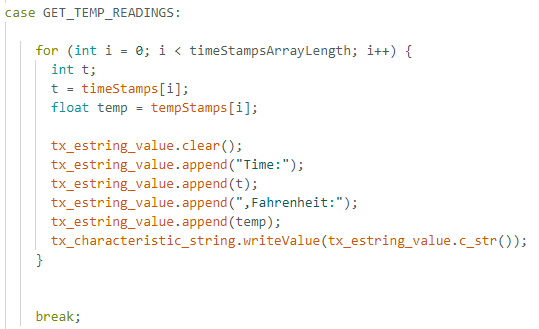 case GET_TEMP_READINGS:
for (int i = 0; i < timeStampsArrayLength; i++) {
int t;
t = timeStamps[i];
float temp = tempStamps[i];
tx_estring_value.clear();
tx_estring_value.append("Time:");
tx_estring_value.append(t);
tx_estring_value.append(",Fahrenheit:");
tx_estring_value.append(temp);
tx_characteristic_string.writeValue(tx_estring_value.c_str());
}
break;